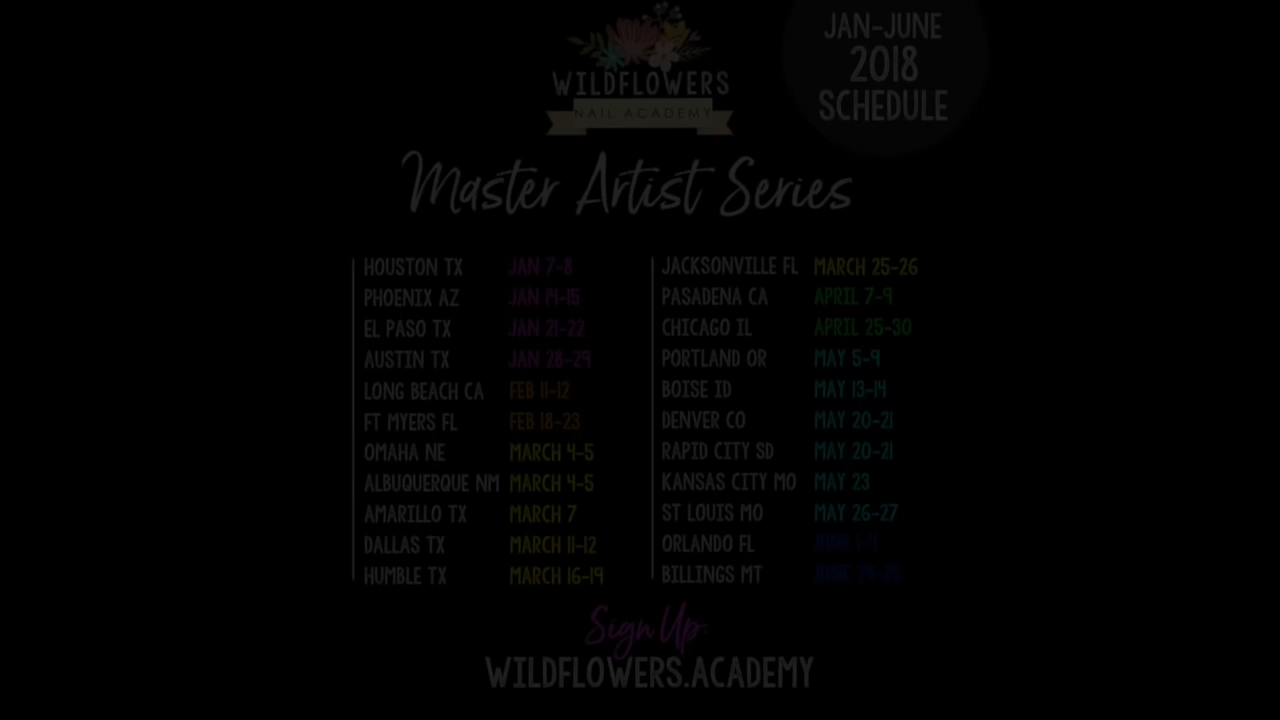 JAN-JUNE
2018
SCHEDULE
WILDFLOWERS
NAIL ACADEMY
Master Artist Series
HOUSTON TX JAN 7-8
PHOENIX AZ JAN 14-15
EL PASO TX JAN 21-22
AUSTIN TX JAN 28-29
LONG BEACH CA FEB 11-12
FT MYERS FL FEB 18-23
OMAHA NE MARCH 4-5
ALBUQUERQUE NM MARCH 4-5
AMARILLO TX MARCH 7
DALLAS TX MARCH 11-12
HUMBLE TX MARCH 16-19
JACKSONVILLE FL MARCH 25-26
PASADENA CA APRIL 7-9
CHICAGO IL APRIL 25-30
PORTLAND OR MAY 5-9
BOISE ID MAY 13-14
DENVER CO MAY 20-21
RAPID CITY SD MAY 20-21
KANSAS CITY MO MAY 23
ST LOUIS MO MAY 26-27
ORLANDO FL JUNE
BILLINGS MT JUNE
Sign Up:
WILDFLOWERS.ACADEMY